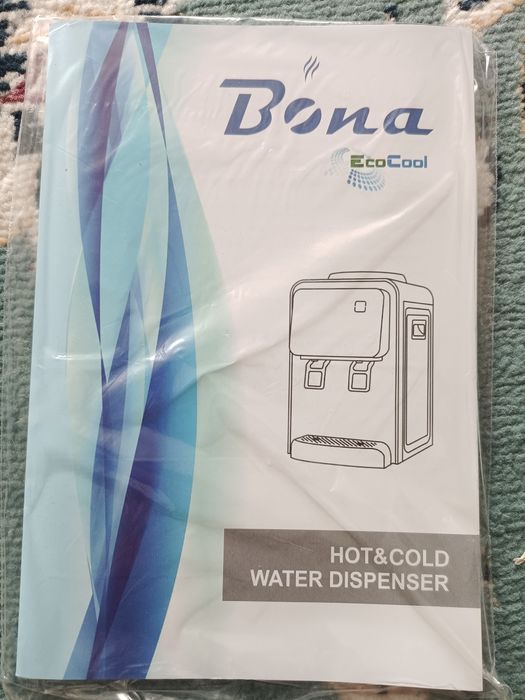 Bona
EcoCool
HOT&COLD
WATER DISPENSER